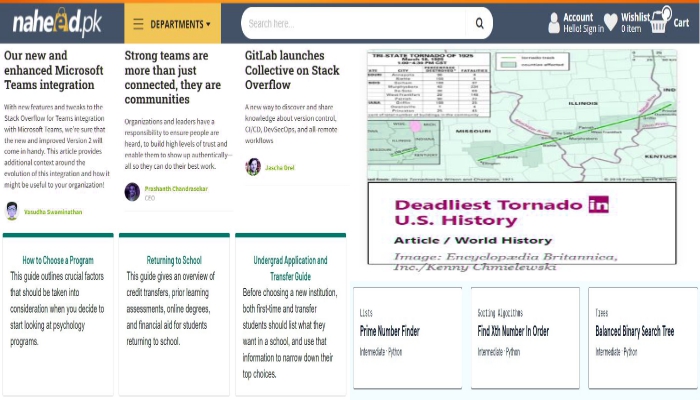 naheed.pk
DEPARTMENTS
Search here...
Account
Hello! Sign in
Wishlist
0 item
0
Cart
Our new and
enhanced Microsoft
Teams integration
With new features and tweaks to the
Stack Overflow for Teams integration
with Microsoft Teams, we're sure that
the new and improved Version 2 will
come in handy. This article provides
additional context around the
evolution of this integration and how it
might be useful to your organization!
Vasudha Swaminathan
Strong teams are
more than just
connected, they are
communities
Organizations and leaders have a
responsibility to ensure people are
heard, to build high levels of trust and
enable them to show up authentically—
all so they can do their best work.
Prashanth Chandrasekar
CEO
GitLab launches
Collective on Stack
Overflow
A new way to discover and share
knowledge about version control,
CI/CD, DevSecOps, and all-remote
workflows
Jascha Drel
TRI-STATE TORNADO OF 1925
March 18, 1925
tornado track
counties affected
ILLINOIS
MISSOURI
KENTUCK
Deadliest Tornado in
U.S. History
Article / World History
Image: Encyclopædia Britannica,
Inc./Kenny Chmielewski
How to Choose a Program
This guide outlines crucial factors
that should be taken into
consideration when you decide to
start looking at psychology
programs.
Returning to School
This guide gives an overview of
credit transfers, prior learning
assessments, online degrees,
and financial aid for students
returning to school.
Undergrad Application and
Transfer Guide
Before choosing a new institution,
both first-time and transfer
students should list what they
want in a school, and use that
information to narrow down their
top choices.
Lists
Prime Number Finder
Intermediate · Python
Sorting Algorithms
Find Xth Number In Order
Intermediate · Python
Trees
Balanced Binary Search Tree
Intermediate · Python